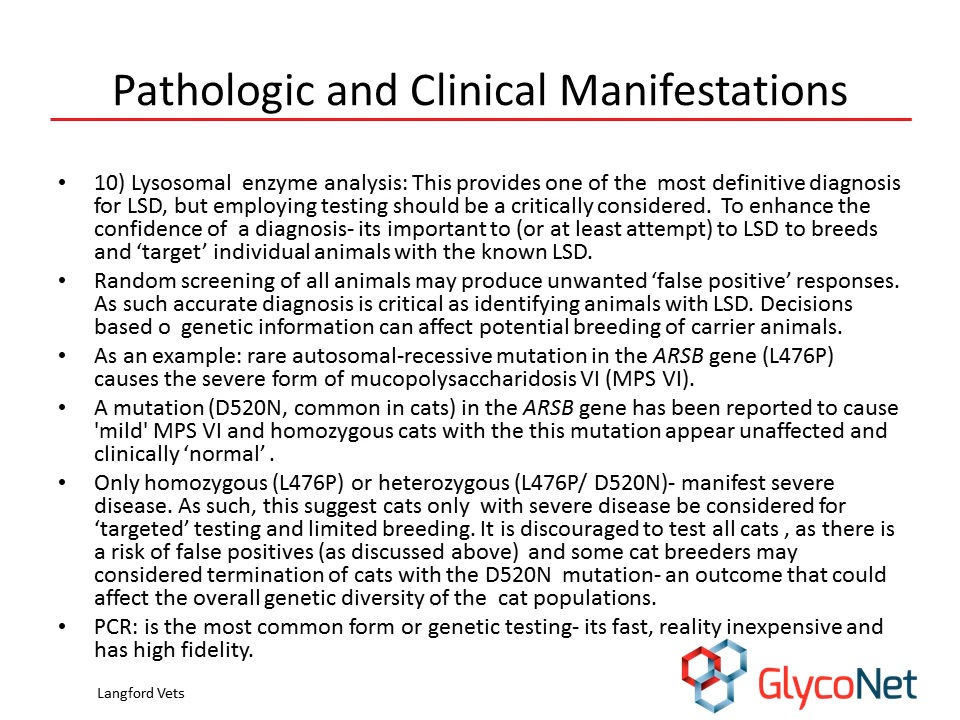 Pathologic and Clinical Manifestations
• 10) Lysosomal enzyme analysis: This provides one of the most definitive diagnosis
for LSD, but employing testing should be a critically considered. To enhance the
confidence of a diagnosis- its important to (or at least attempt) to LSD to breeds
and ‘target’ individual animals with the known LSD.
• Random screening of all animals may produce unwanted ‘false positive’ responses.
As such accurate diagnosis is critical as identifying animals with LSD. Decisions
based o genetic information can affect potential breeding of carrier animals.
• As an example: rare autosomal-recessive mutation in the ARSB gene (L476P)
causes the severe form of mucopolysaccharidosis VI (MPS VI).
• A mutation (D520N, common in cats) in the ARSB gene has been reported to cause
'mild' MPS VI and homozygous cats with the this mutation appear unaffected and
clinically ‘normal’ .
• Only homozygous (L476P) or heterozygous (L476P/ D520N)- manifest severe
disease. As such, this suggest cats only with severe disease be considered for
‘targeted’ testing and limited breeding. It is discouraged to test all cats , as there is
a risk of false positives (as discussed above) and some cat breeders may
considered termination of cats with the D520N mutation- an outcome that could
affect the overall genetic diversity of the cat populations.
• PCR: is the most common form or genetic testing- its fast, reality inexpensive and
has high fidelity.
Langford Vets
GlycoNet